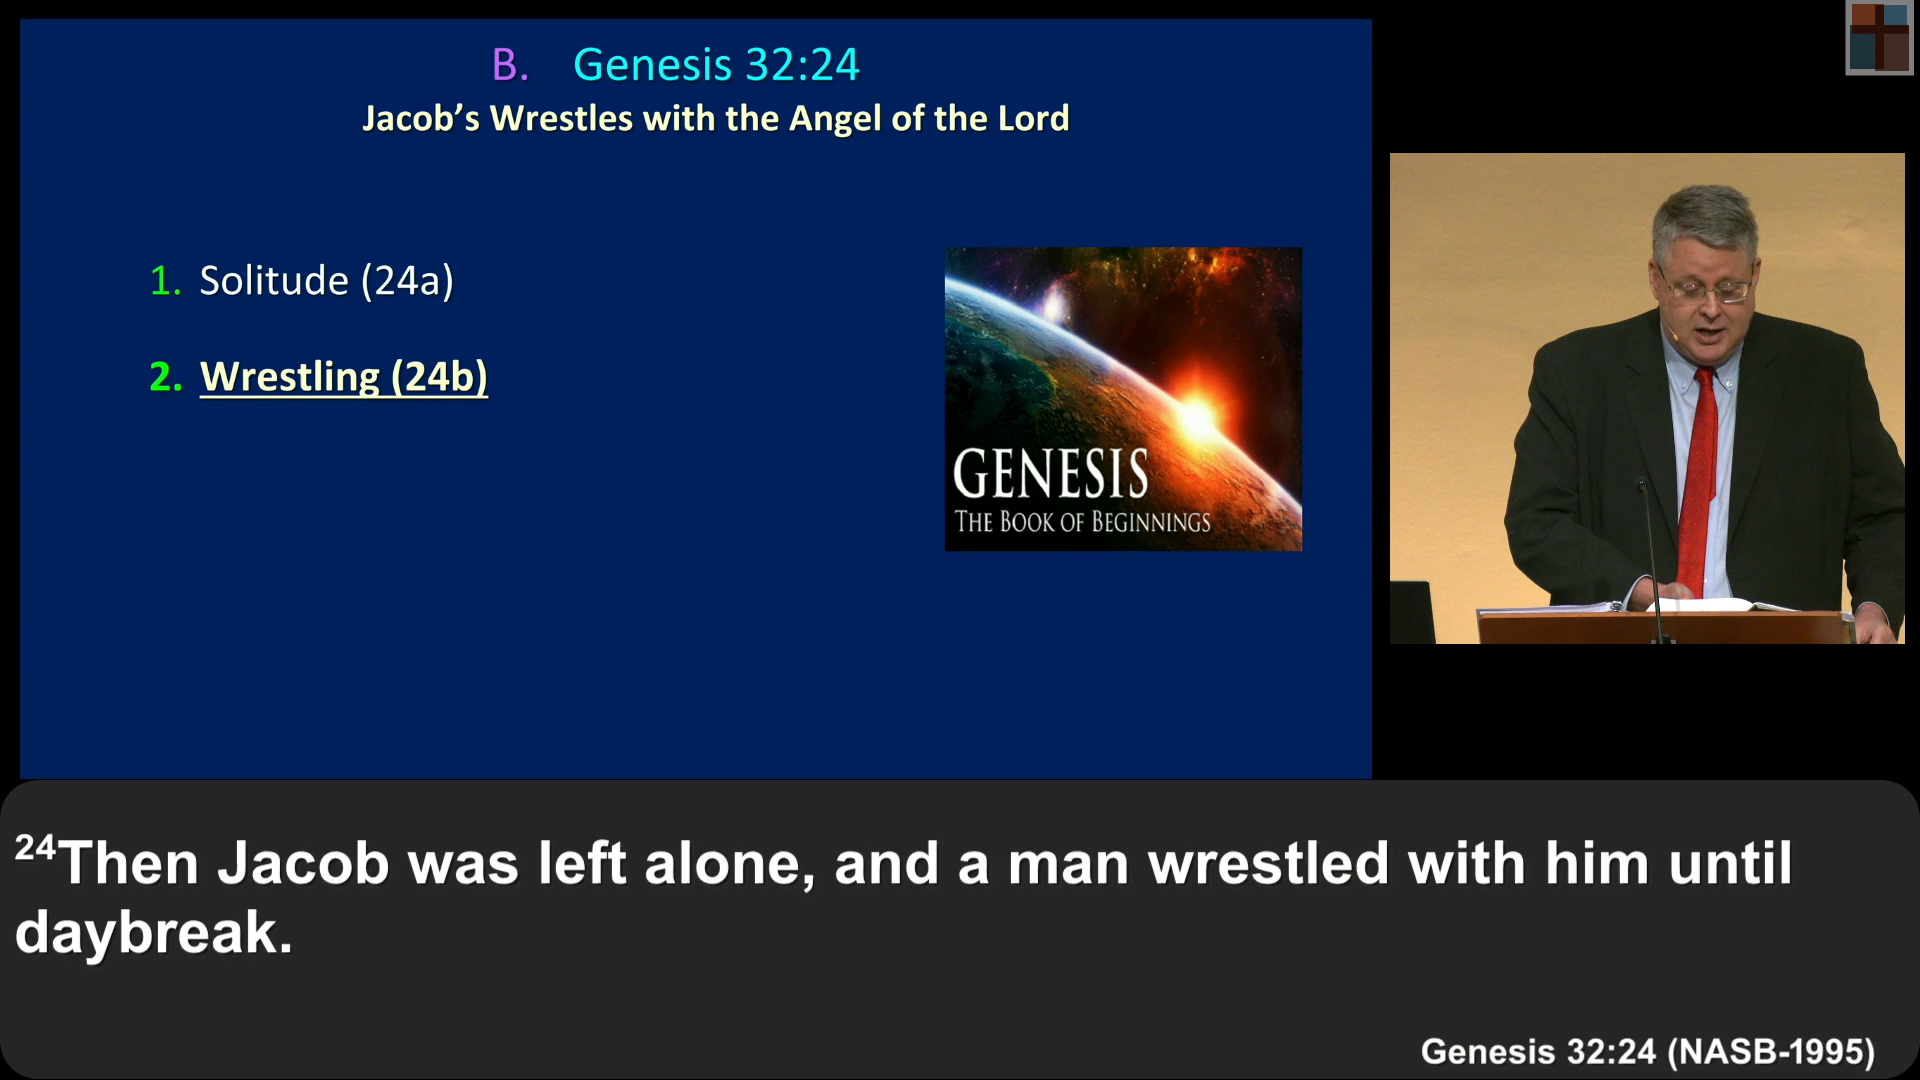 B. Genesis 32:24
Jacob’s Wrestles with the Angel of the Lord
1. Solitude (24a)
2. Wrestling (24b)
GENESIS
THE BOOK OF BEGINNINGS
24Then Jacob was left alone, and a man wrestled with him until
daybreak.
Genesis 32:24 (NASB-1995)